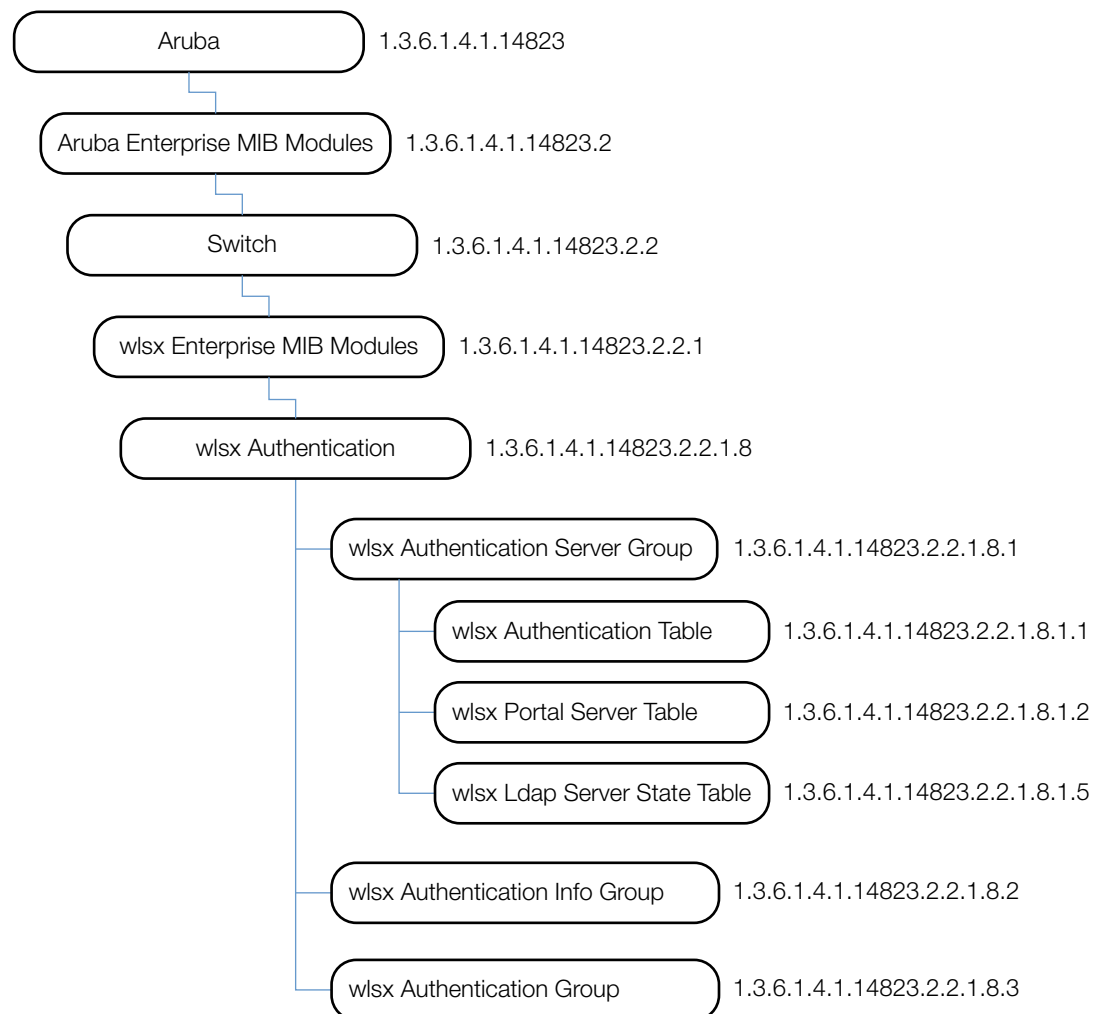 Aruba 1.3.6.1.4.1.14823
Aruba Enterprise MIB Modules 1.3.6.1.4.1.14823.2
Switch 1.3.6.1.4.1.14823.2.2
wlsx Enterprise MIB Modules 1.3.6.1.4.1.14823.2.2.1
wlsx Authentication 1.3.6.1.4.1.14823.2.2.1.8
wlsx Authentication Server Group 1.3.6.1.4.1.14823.2.2.1.8.1
wlsx Authentication Table 1.3.6.1.4.1.14823.2.2.1.8.1.1
wlsx Portal Server Table 1.3.6.1.4.1.14823.2.2.1.8.1.2
wlsx Ldap Server State Table 1.3.6.1.4.1.14823.2.2.1.8.1.5
wlsx Authentication Info Group 1.3.6.1.4.1.14823.2.2.1.8.2
wlsx Authentication Group 1.3.6.1.4.1.14823.2.2.1.8.3